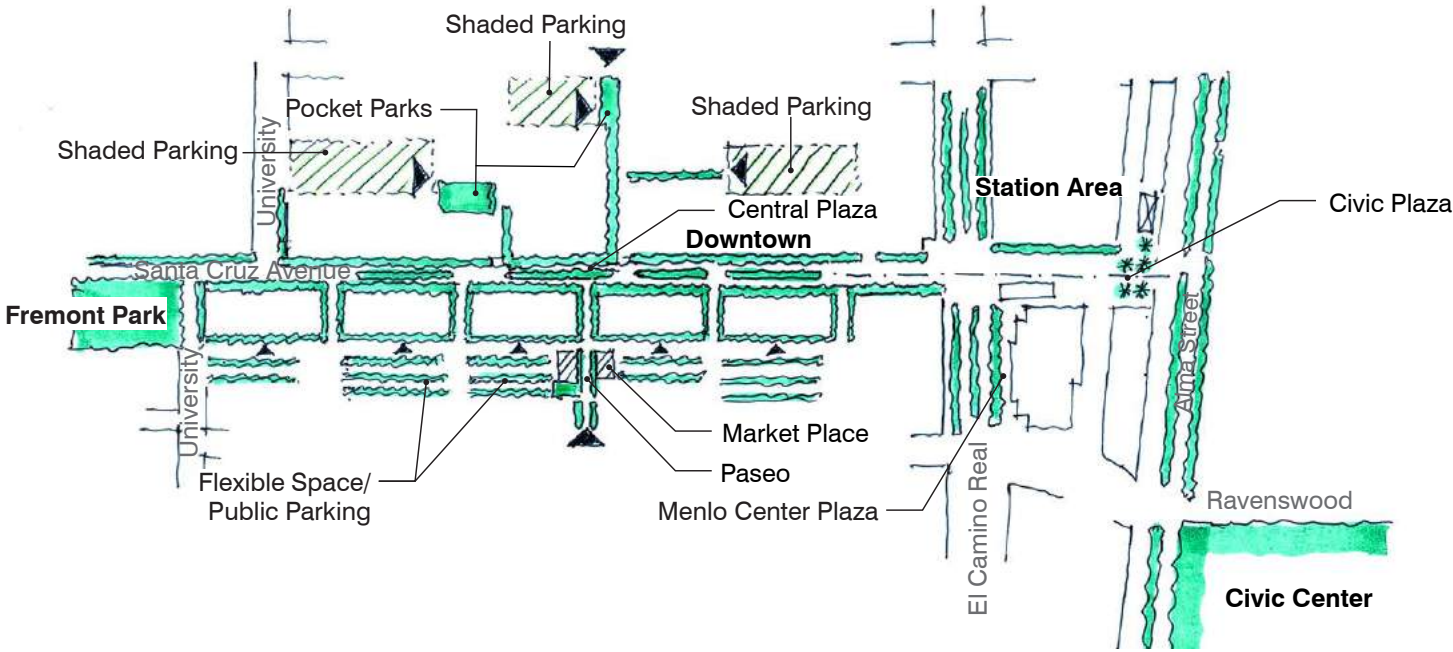 Shaded Parking
Pocket Parks
Shaded Parking
Shaded Parking
University
Station Area
Central Plaza
Civic Plaza
Downtown
Santa Cruz Avenue
Fremont Park
Alma Street
University
Market Place
Paseo
Flexible Space/
Public Parking
Menlo Center Plaza
El Camino Real
Ravenswood
Civic Center